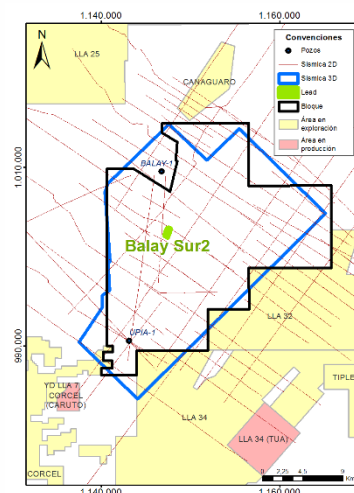 1.140.000
1.160.000
LLA 25
N
CAÑAGUARO
Convenciones
Pozos
Sísmica 2D
Sísmica 3D
Lead
Bloque
Área en
exploración
Área en
producción
1.010.000
BALAY-1
Balay Sur2
990.000
UPIA-1
LLA 32
YD LLA 1
CORCEL
(CARUTO)
TIPLE
LLA 34
LLA 34 (TUA)
CORCEL
0 2,25 4,5 9
Km
1.140.000
1.160.000